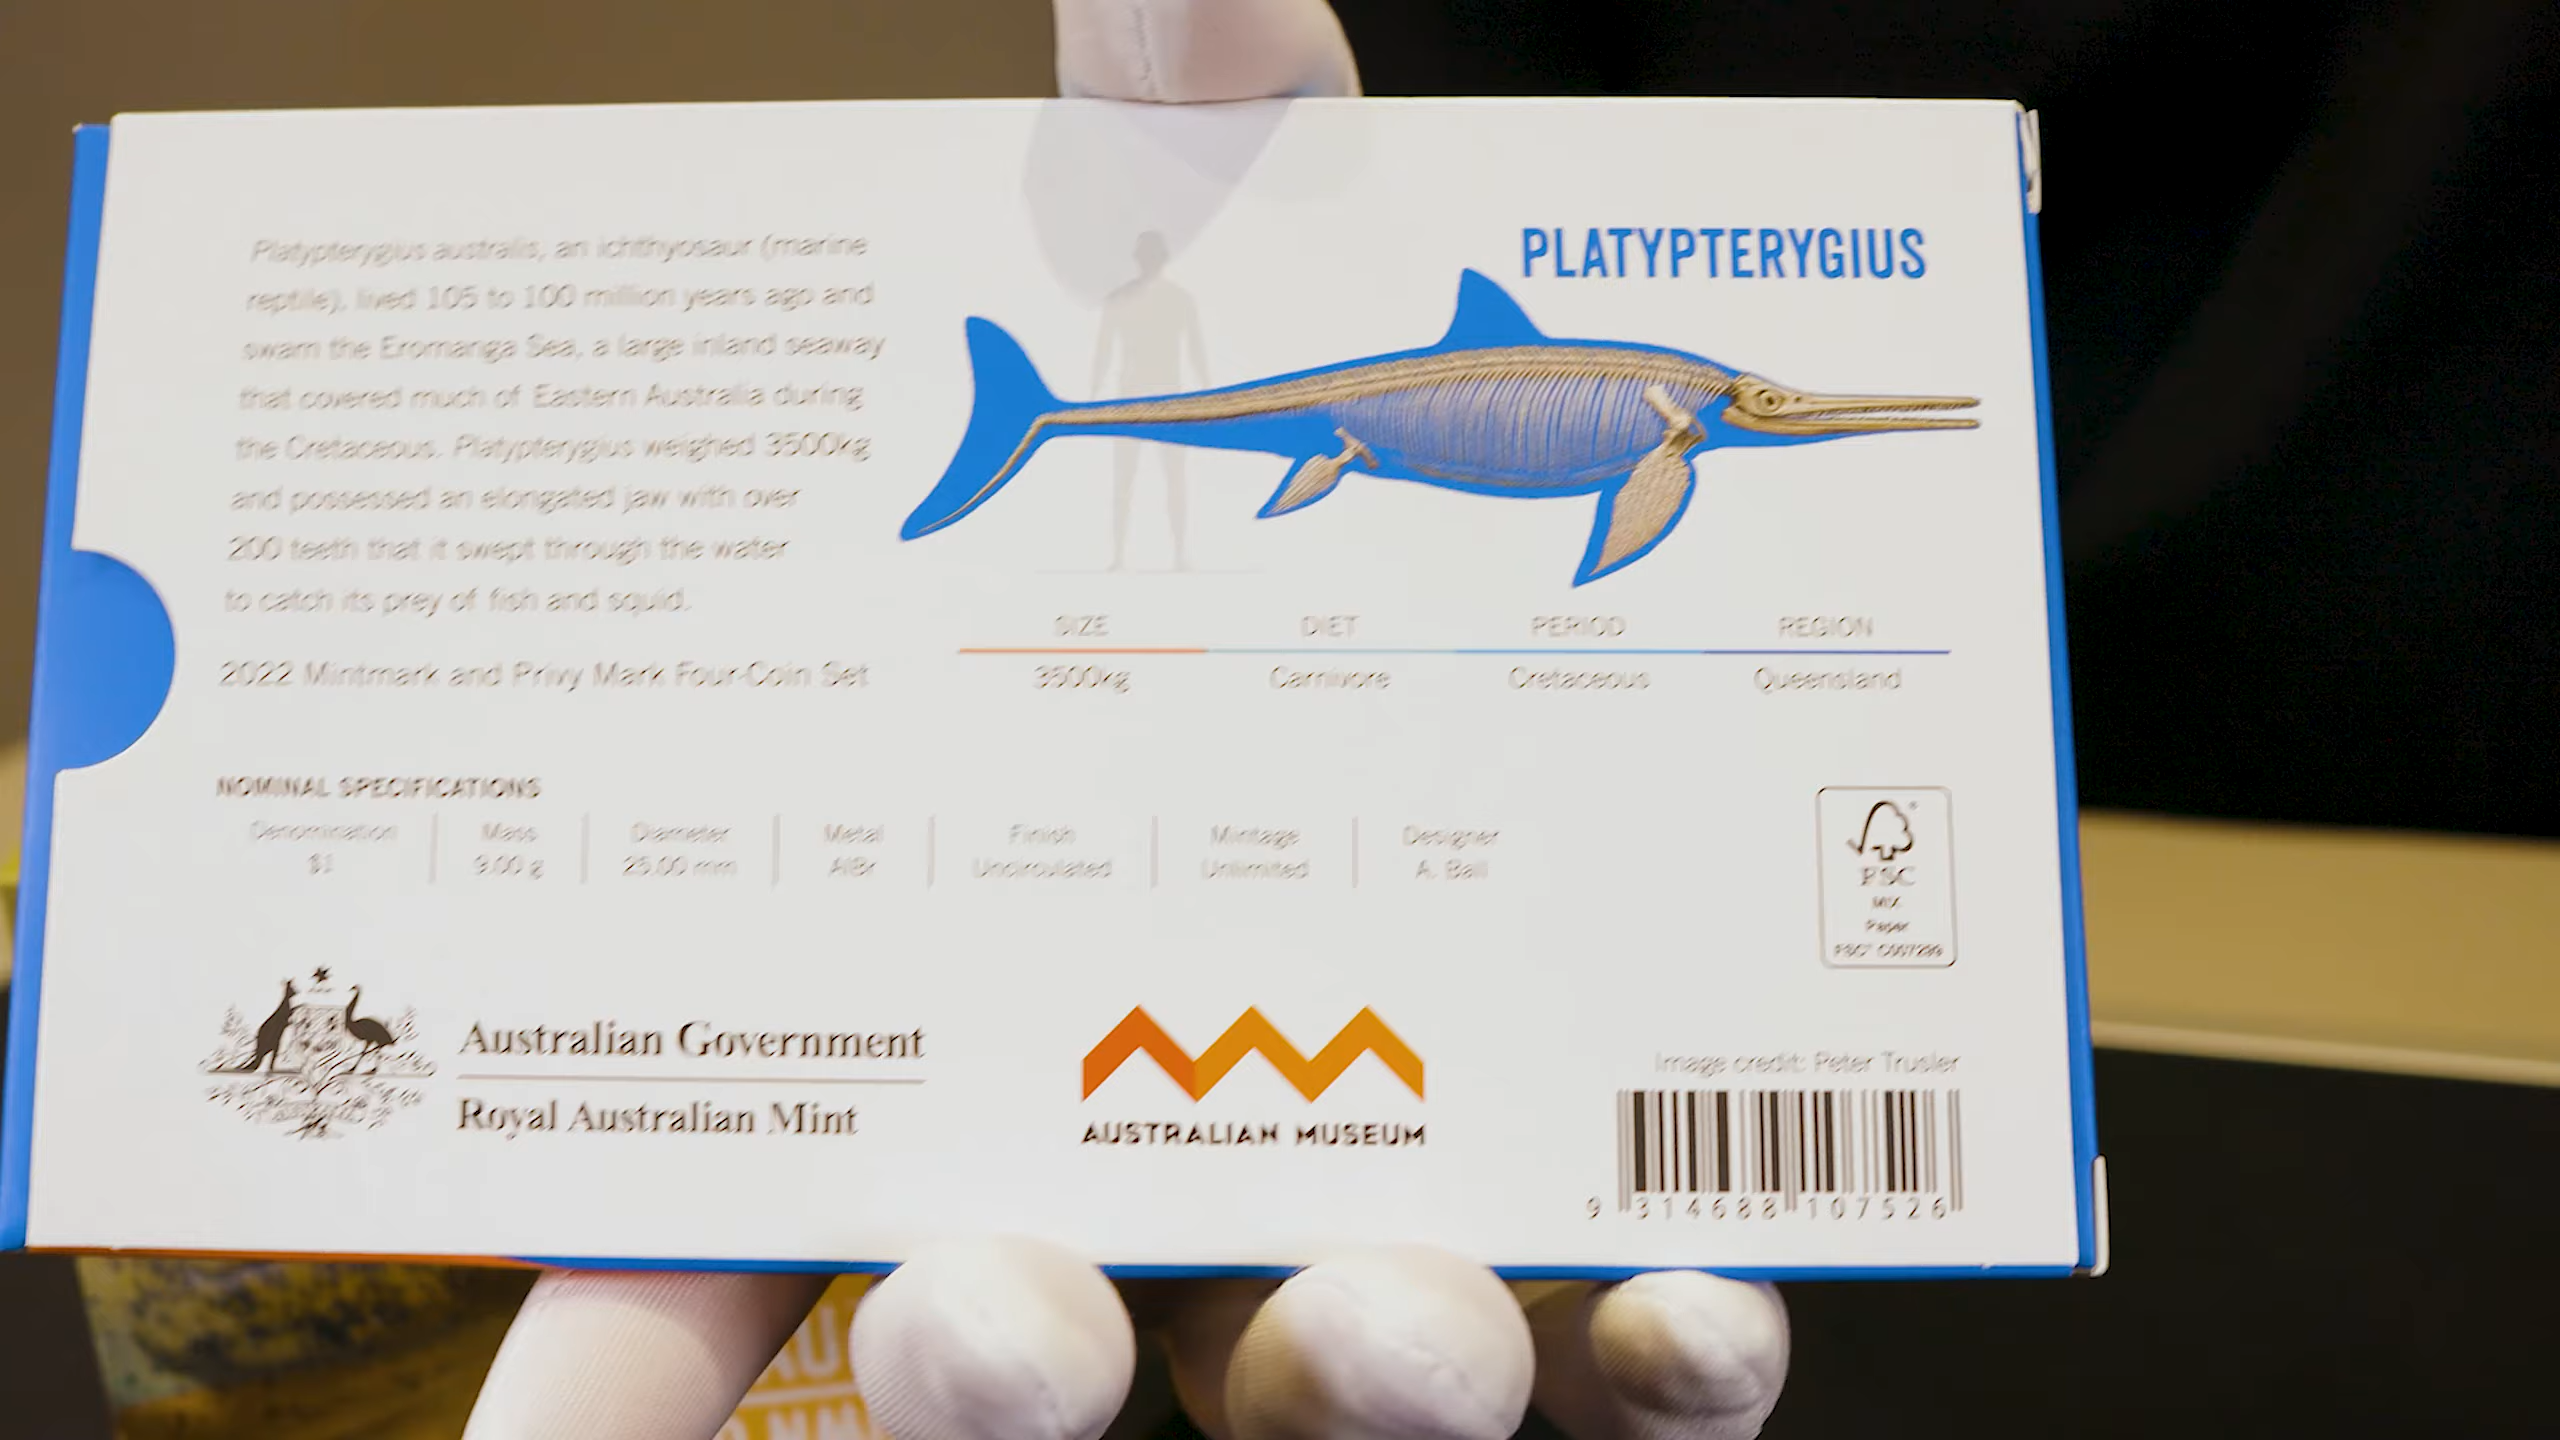 Platypterygius australis, an ichthyosaur (marine
reptile), lived 105 to 100 million years ago and
swam the Eromanga Sea, a large inland seaway
that covered much of Eastern Australia during
the Cretaceous. Platypterygius weighed 3500kg
and possessed an elongated jaw with over
200 teeth that it swept through the water
to catch its prey of fish and squid.
2022 Mintmark and Privy Mark Four-Coin Set
PLATYPTERYGIUS
SIZE DIET PERIOD REGION
3500kg Carnivore Cretaceous Queensland
NOMINAL SPECIFICATIONS
Denomination Mass Diameter Metal Finish Mintage Designer
$1 9.00 g 25.00 mm AlBr Uncirculated Unlimited A. Ball
FSC
MIX
Paper
FSC® C007299
Australian Government
Royal Australian Mint
AUSTRALIAN MUSEUM
Image credit: Peter Trusler
9 314688 107526